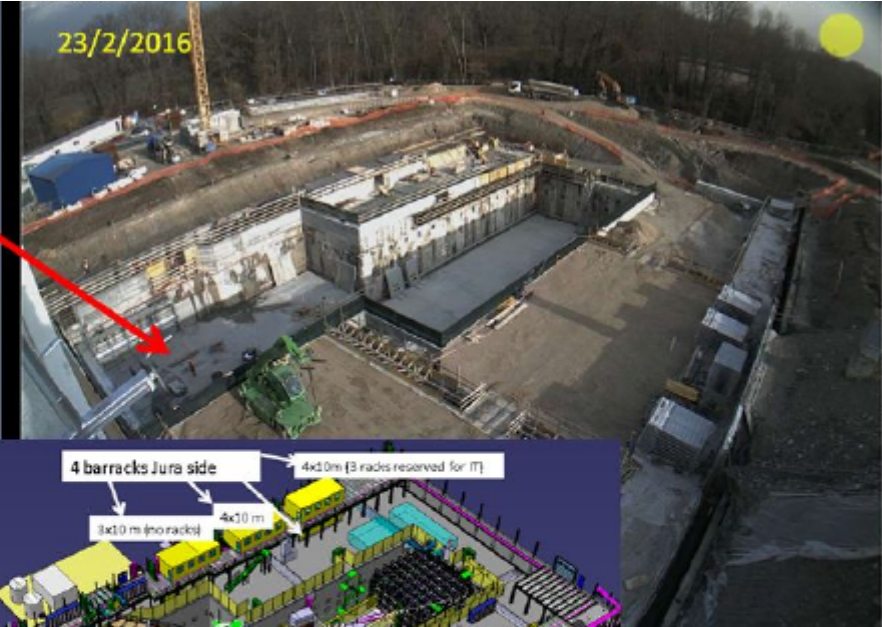 23/2/2016
4 barracks Jura side
4x10m (3 racks reserved for IT)
3x10 m (no racks)
4x10 m